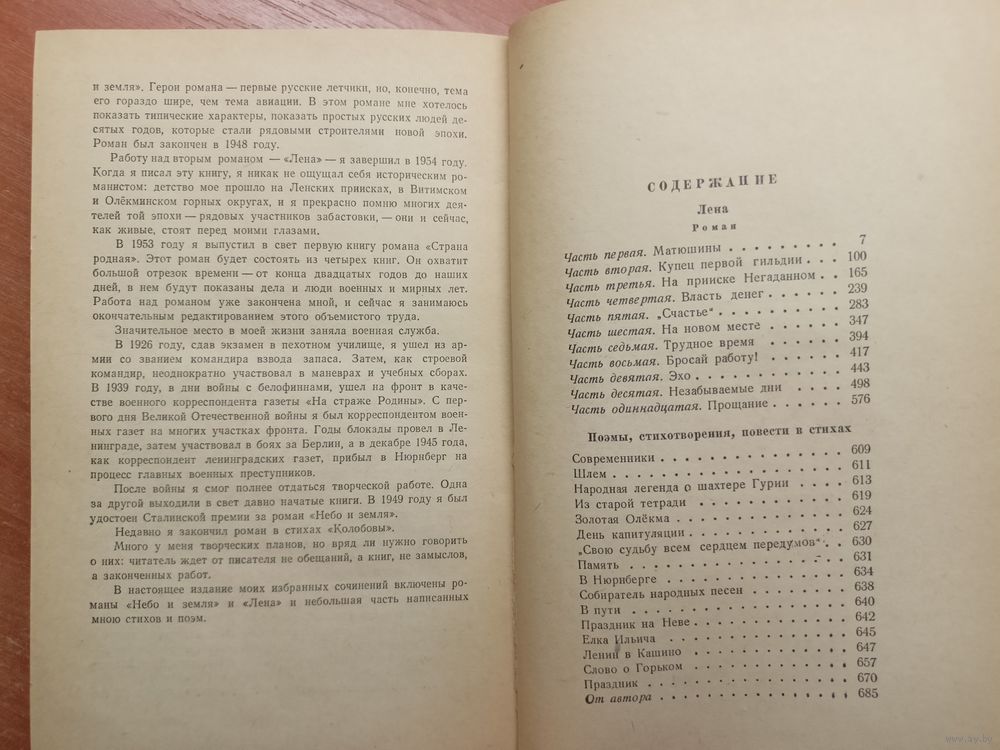 и земля». Герои романа — первые русские летчики, но, конечно, тема
его гораздо шире, чем тема авиации. В этом романе мне хотелось
показать типические характеры, показать простых русских людей де-
сятых годов, которые стали рядовыми строителями новой эпохи.
Роман был закончен в 1948 году.
Работу над вторым романом — «Лена» — я завершил в 1954 году.
Когда я писал эту книгу, я никак не ощущал себя историческим ро-
манистом: детство мое прошло на Ленских приисках, в Витимском
и Олёкминском горных округах, и я прекрасно помню многих дея-
телей той эпохи — рядовых участников забастовки, — они и сейчас,
как живые, стоят перед моими глазами.
В 1953 году я выпустил в свет первую книгу романа «Страна
родная». Этот роман будет состоять из четырех книг. Он охватит
большой отрезок времени — от конца двадцатых годов до наших
дней, в нем будут показаны дела и люди военных и мирных лет.
Работа над романом уже закончена мной, и сейчас я занимаюсь
окончательным редактированием этого объемистого труда.
Значительное место в моей жизни заняла военная служба.
В 1926 году, сдав экзамен в пехотном училище, я ушел из ар-
мии со званием командира взвода запаса. Затем, как строевой
командир, неоднократно участвовал в маневрах и учебных сборах.
В 1939 году, в дни войны с белофиннами, ушел на фронт в каче-
стве военного корреспондента газеты «На страже Родины». С пер-
вого дня Великой Отечественной войны я был корреспондентом воен-
ных газет на многих участках фронта. Годы блокады провел в Ле-
нинграде, затем участвовал в боях за Берлин, а в декабре 1945 года,
как корреспондент ленинградских газет, прибыл в Нюрнберг на
процесс главных военных преступников.
После войны я смог полнее отдаться творческой работе. Одна
за другой выходили в свет давно начатые книги. В 1949 году я был
удостоен Сталинской премии за роман «Небо и земля».
Недавно я закончил роман в стихах «Колобовы».
Много у меня творческих планов, но вряд ли нужно говорить
о них: читатель ждет от писателя не обещаний, а книг, не замыслов,
а законченных работ.
В настоящее издание моих избранных сочинений включены ро-
маны «Небо и земля» и «Лена» и небольшая часть написанных
мною стихов и поэм.
СОДЕРЖАНИЕ
Лена
Роман
Часть первая. Матюшины . . . . . . . . 7
Часть вторая. Купец первой гильдии . . . 100
Часть третья. На прииске Негаданном . . 165
Часть четвертая. Власть денег . . . . . . 239
Часть пятая. „Счастье“ . . . . . . . . . 283
Часть шестая. На новом месте . . . . . . 347
Часть седьмая. Трудное время . . . . . . 394
Часть восьмая. Бросай работу! . . . . . . 417
Часть девятая. Эхо . . . . . . . . . . . 443
Часть десятая. Незабываемые дни . . . . 498
Часть одиннадцатая. Прощание . . . . . . 576
Поэмы, стихотворения, повести в стихах
Современники . . . . . . . . . . . . . 609
Шлем . . . . . . . . . . . . . . . . . 611
Народная легенда о шахтере Гурии . . . . 613
Из старой тетради . . . . . . . . . . . 619
Золотая Олёкма . . . . . . . . . . . . 624
День капитуляции . . . . . . . . . . . 627
„Свою судьбу всем сердцем передумов“ . . 630
Память . . . . . . . . . . . . . . . . 631
В Нюрнберге . . . . . . . . . . . . . 634
Собиратель народных песен . . . . . . . 638
В пути . . . . . . . . . . . . . . . . 640
Праздник на Неве . . . . . . . . . . . 642
Елка Ильича . . . . . . . . . . . . . 645
Ленин в Кашино . . . . . . . . . . . . 647
Слово о Горьком . . . . . . . . . . . . 657
Праздник . . . . . . . . . . . . . . . 670
От автора . . . . . . . . . . . . . . . 685
www.ay.by